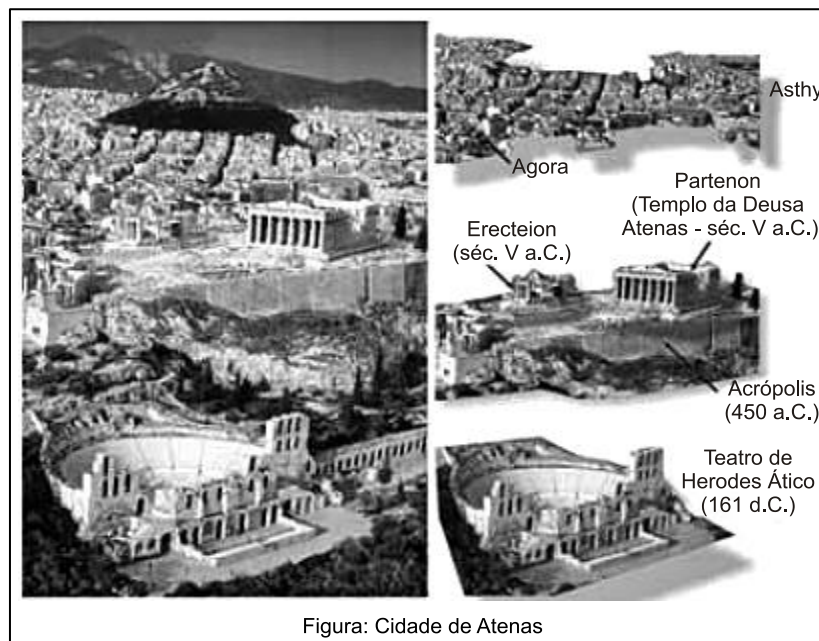 Asthy
Agora
Partenon
(Templo da Deusa
Atenas - séc. V a.C.)
Erecteion
(séc. V a.C.)
Acrópolis
(450 a.C.)
Teatro de
Herodes Ático
(161 d.C.)
Figura: Cidade de Atenas